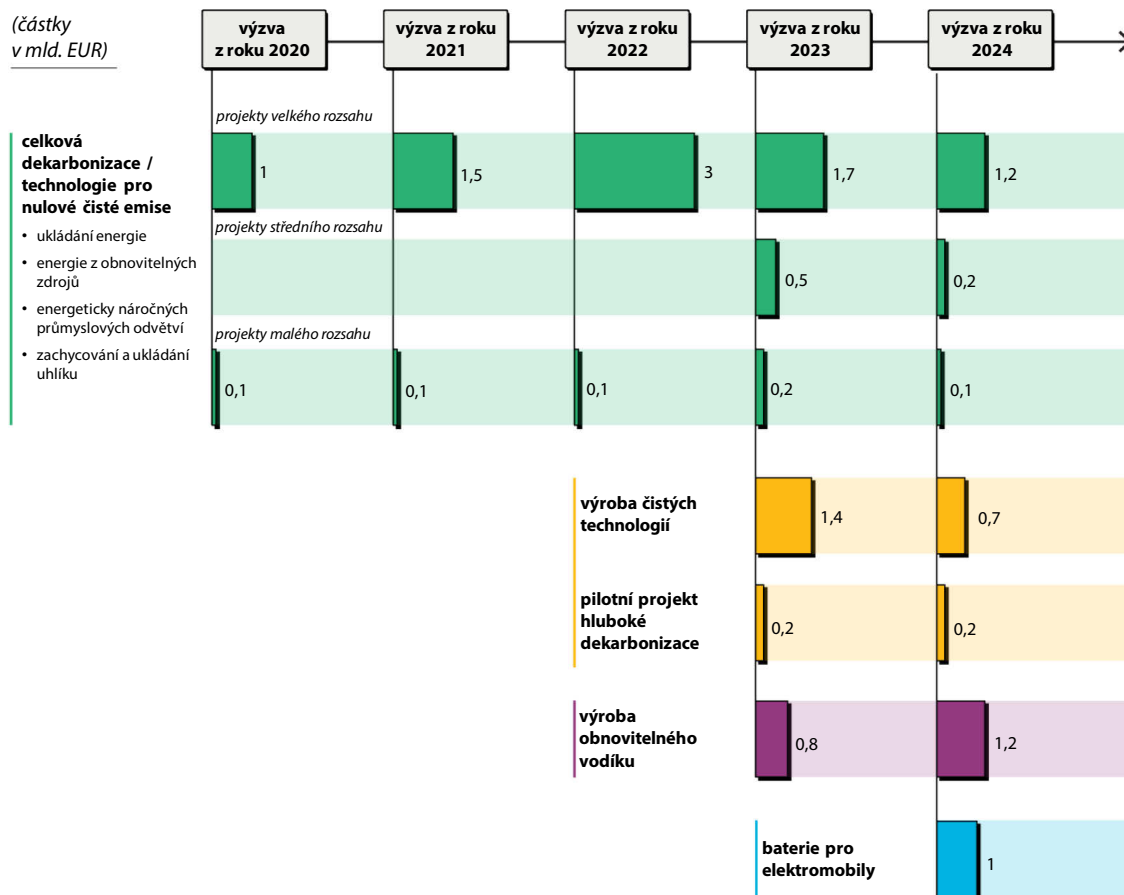 (částky
v mld. EUR)
výzva
z roku 2020
výzva z roku
2021
výzva z roku
2022
výzva z roku
2023
výzva z roku
2024
celková
dekarbonizace /
technologie pro
nulové čisté emise
• ukládání energie
• energie z obnovitelných
zdrojů
• energeticky náročných
průmyslových odvětví
• zachycování a ukládání
uhlíku
projekty velkého rozsahu
1
1,5
3
1,7
1,2
projekty středního rozsahu
0,5
0,2
projekty malého rozsahu
0,1
0,1
0,1
0,2
0,1
výroba čistých
technologií
1,4
0,7
pilotní projekt
hluboké
dekarbonizace
0,2
0,2
výroba
obnovitelného
vodíku
0,8
1,2
baterie pro
elektromobily
1